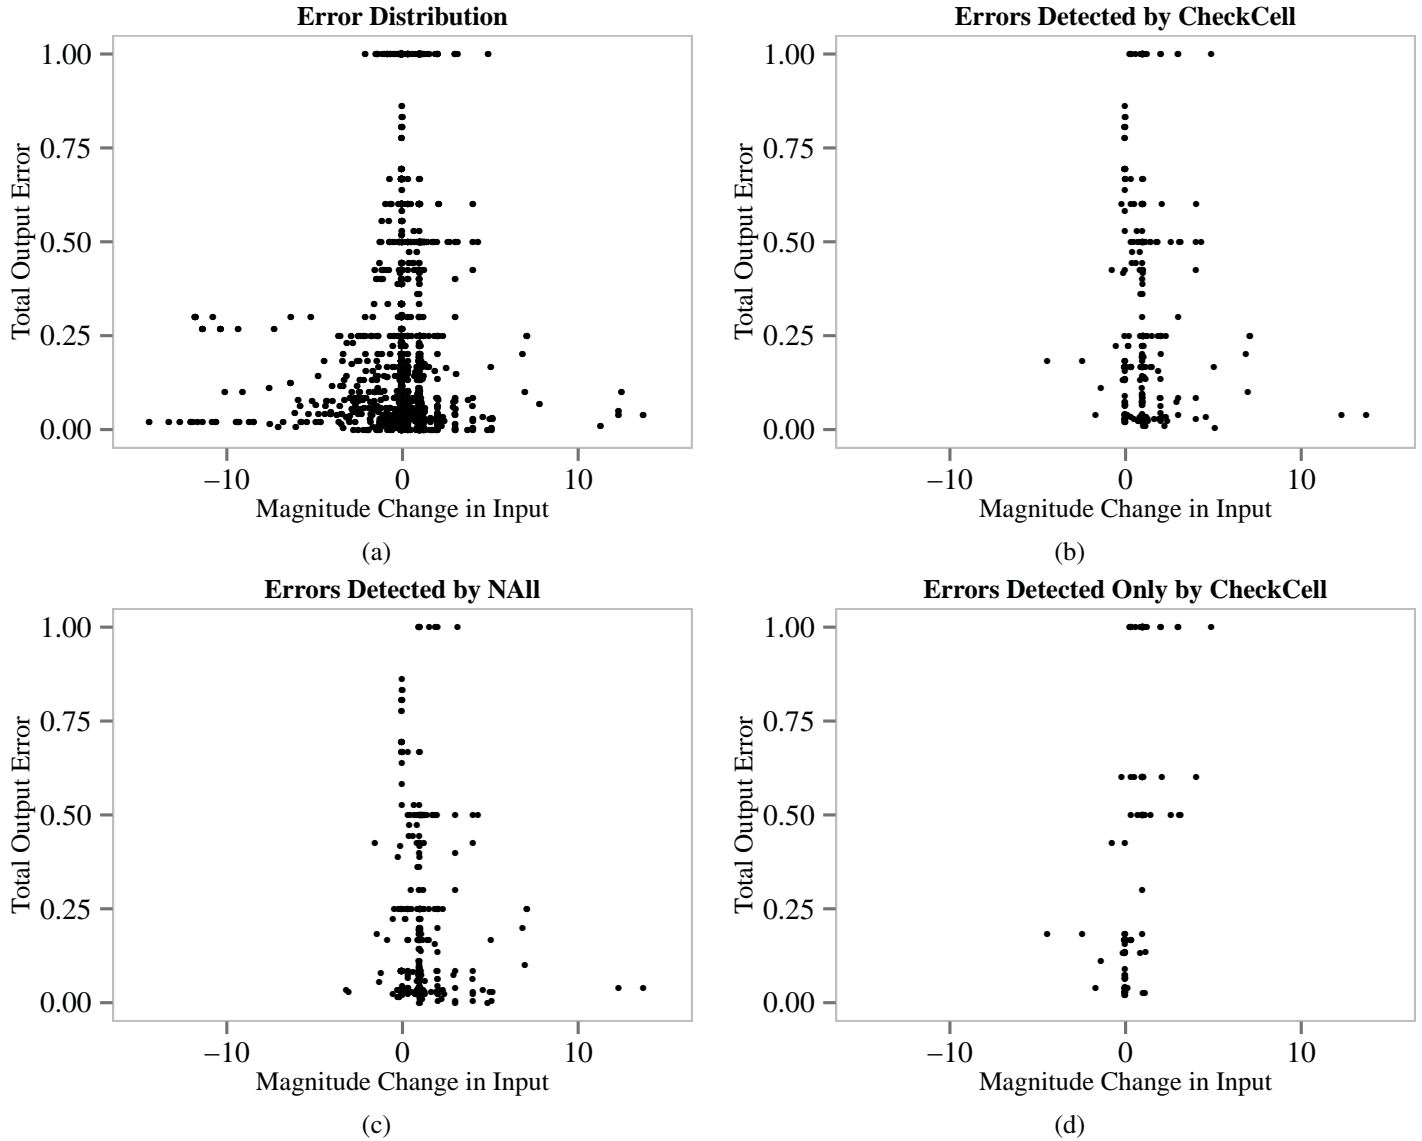 Error Distribution
1.00
0.75
0.50
0.25
0.00
Total Output Error
−10 0 10
Magnitude Change in Input
(a)
Errors Detected by CheckCell
1.00
0.75
0.50
0.25
0.00
Total Output Error
−10 0 10
Magnitude Change in Input
(b)
Errors Detected by NAll
1.00
0.75
0.50
0.25
0.00
Total Output Error
−10 0 10
Magnitude Change in Input
(c)
Errors Detected Only by CheckCell
1.00
0.75
0.50
0.25
0.00
Total Output Error
−10 0 10
Magnitude Change in Input
(d)